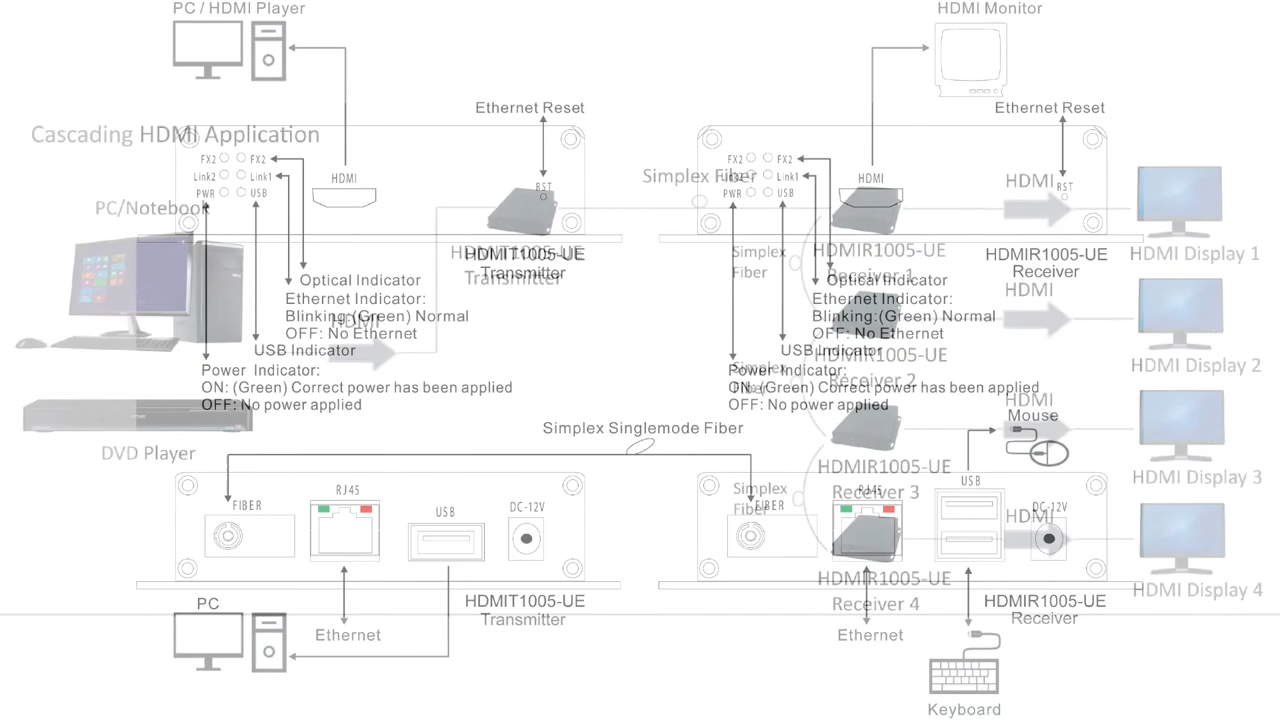 PC / HDMI Player
HDMI Monitor
Ethernet Reset
Ethernet Reset
Cascading HDMI Application
FX2 FX2
Link2 Link1
PWR USB
HDMI
RST
FX2 FX2
Link2 Link1
PWR USB
HDMI
RST
Simplex Fiber
HDMI
PC/Notebook
HDMIT1005-UE
Transmitter
HDMIT1005-UE
Transmitter
Simplex
Fiber
HDMIR1005-UE
Receiver 1
HDMIR1005-UE
Receiver
HDMI Display 1
Optical Indicator
Ethernet Indicator:
Blinking:(Green) Normal
OFF: No Ethernet
HDMI
USB Indicator
Power Indicator:
ON: (Green) Correct power has been applied
OFF: No power applied
Optical Indicator
Ethernet Indicator:
Blinking:(Green) Normal
OFF: No Ethernet
USB Indicator
Power Indicator:
ON: (Green) Correct power has been applied
OFF: No power applied
HDMI
HDMIR1005-UE
Receiver 2
Simplex
Fiber
HDMI Display 2
HDMI
Mouse
DVD Player
Simplex Singlemode Fiber
HDMIR1005-UE
Receiver 3
Simplex
Fiber
HDMI Display 3
FIBER
RJ45
USB
DC-12V
FIBER
RJ45
USB
DC-12V
HDMI
HDMIR1005-UE
Receiver 4
HDMI Display 4
PC
HDMIT1005-UE
Transmitter
HDMIR1005-UE
Receiver
Ethernet
Ethernet
Keyboard